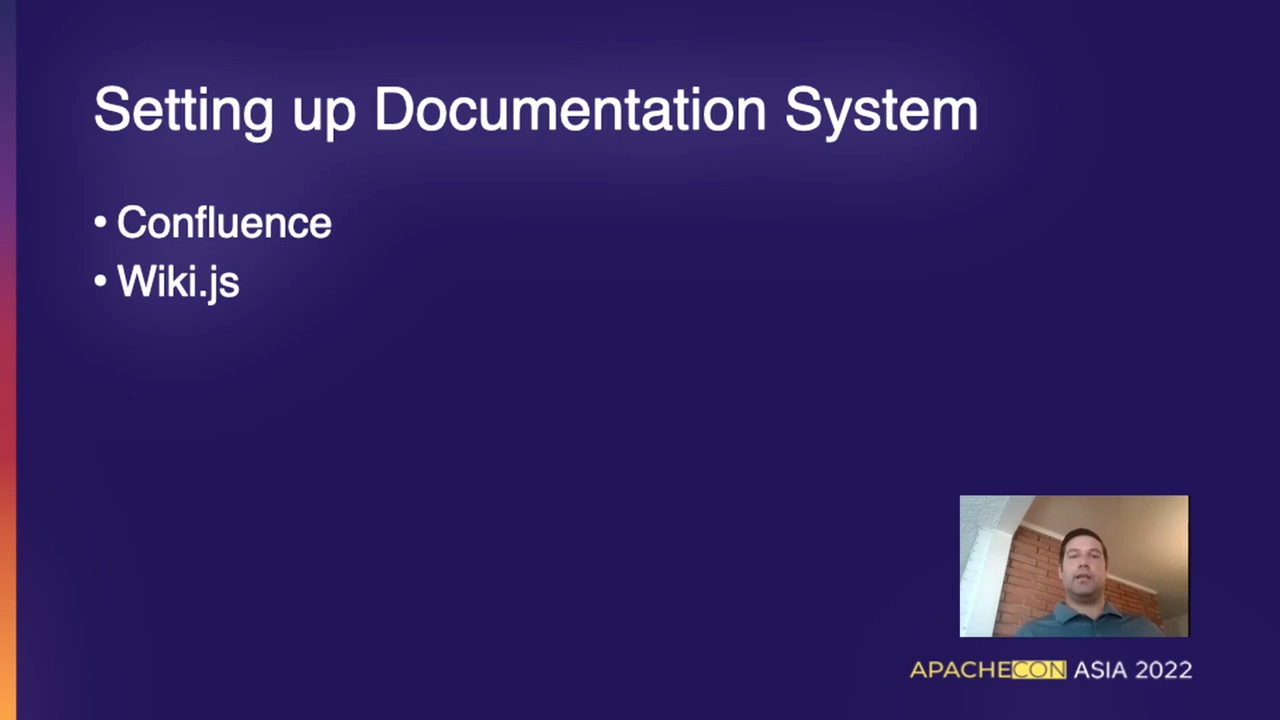 Setting up Documentation System
• Confluence
• Wiki.js
APACHECON ASIA 2022